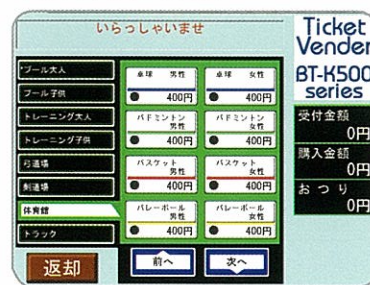 いらっしゃいませ
Ticket
Vender
BT-K500
series
プール大人
プール子供
トレーニング大人
トレーニング子供
弓道場
剣道場
体育館
トラック
卓球 男性
400円
卓球 女性
400円
バドミントン
男性
400円
バドミントン
女性
400円
バスケット
男性
400円
バスケット
女性
400円
バレーボール
男性
400円
バレーボール
女性
400円
受付金額
0円
購入金額
0円
おつり
0円
返却
前へ
次へ